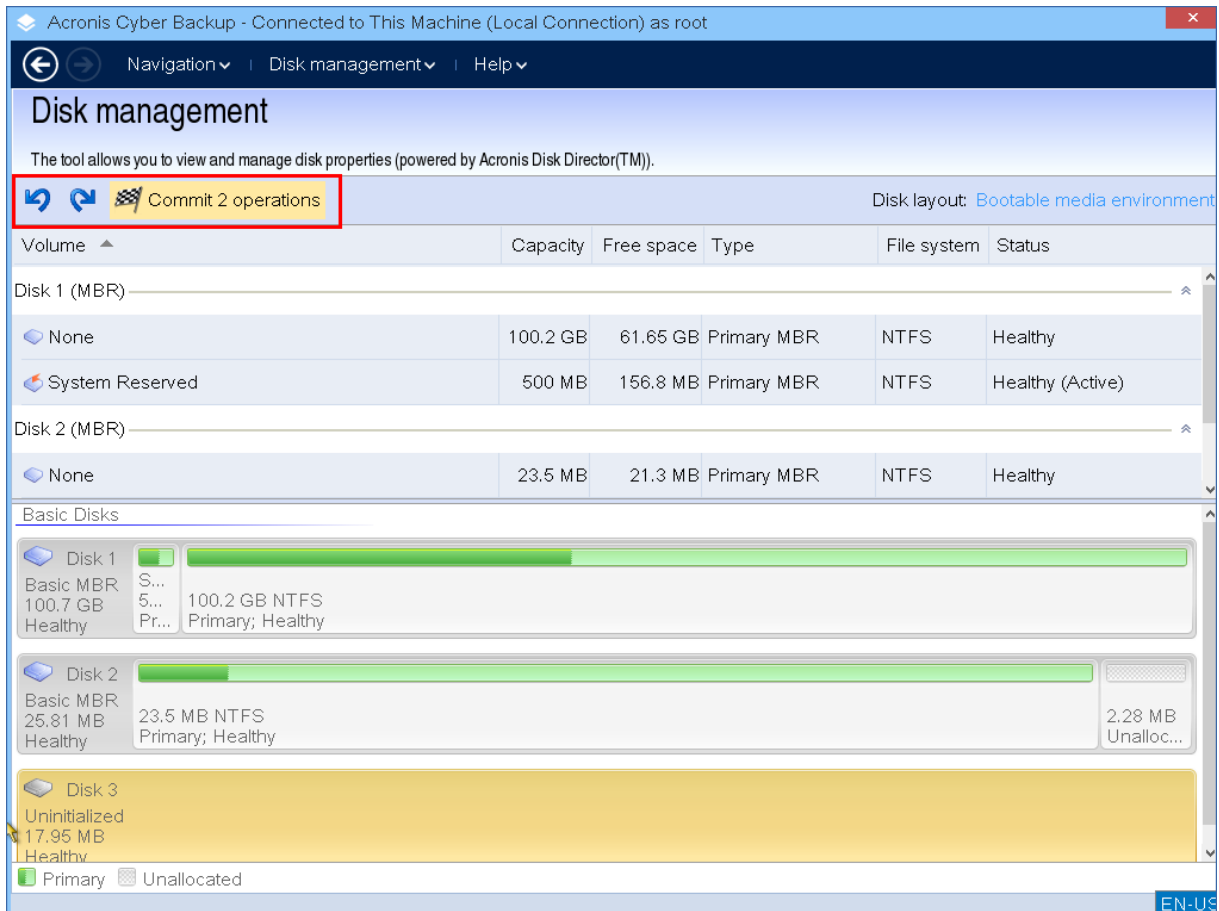 Acronis Cyber Backup - Connected to This Machine (Local Connection) as root
Navigation Disk management Help
Disk management
The tool allows you to view and manage disk properties (powered by Acronis Disk Director(TM)).
Commit 2 operations Disk layout: Bootable media environment
Volume Capacity Free space Type File system Status
Disk 1 (MBR)
None 100.2 GB 61.65 GB Primary MBR NTFS Healthy
System Reserved 500 MB 156.8 MB Primary MBR NTFS Healthy (Active)
Disk 2 (MBR)
None 23.5 MB 21.3 MB Primary MBR NTFS Healthy
Basic Disks
Disk 1
Basic MBR
100.7 GB
Healthy
S...
5...
Pr...
100.2 GB NTFS
Primary; Healthy
Disk 2
Basic MBR
25.81 MB
Healthy
23.5 MB NTFS
Primary; Healthy
2.28 MB
Unalloc...
Disk 3
Uninitialized
17.95 MB
Healthy
Primary Unallocated
EN-US